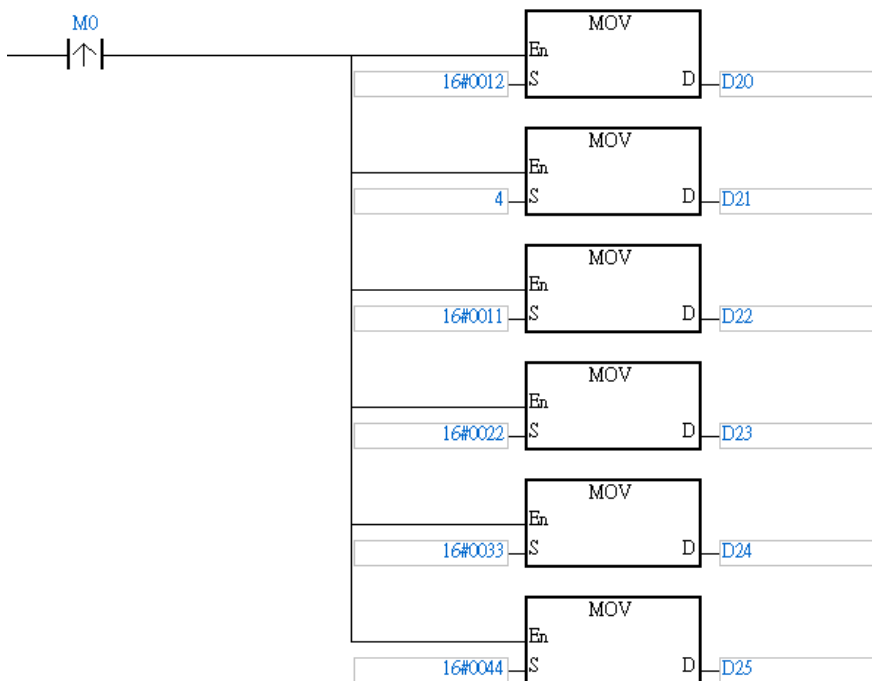 M0
MOV
En
16#0012 S D D20
MOV
En
4 S D D21
MOV
En
16#0011 S D D22
MOV
En
16#0022 S D D23
MOV
En
16#0033 S D D24
MOV
En
16#0044 S D D25